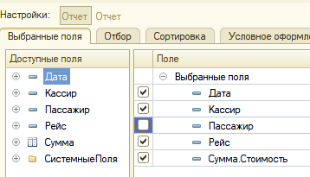 Настройки: Отчет Отчет
Выбранные поля Отбор Сортировка Условное оформле
Доступные поля Поле
Дата Выбранные поля
Кассир Дата
Пассажир Кассир
Рейс Пассажир
Сумма Рейс
СистемныеПоля Сумма.Стоимость